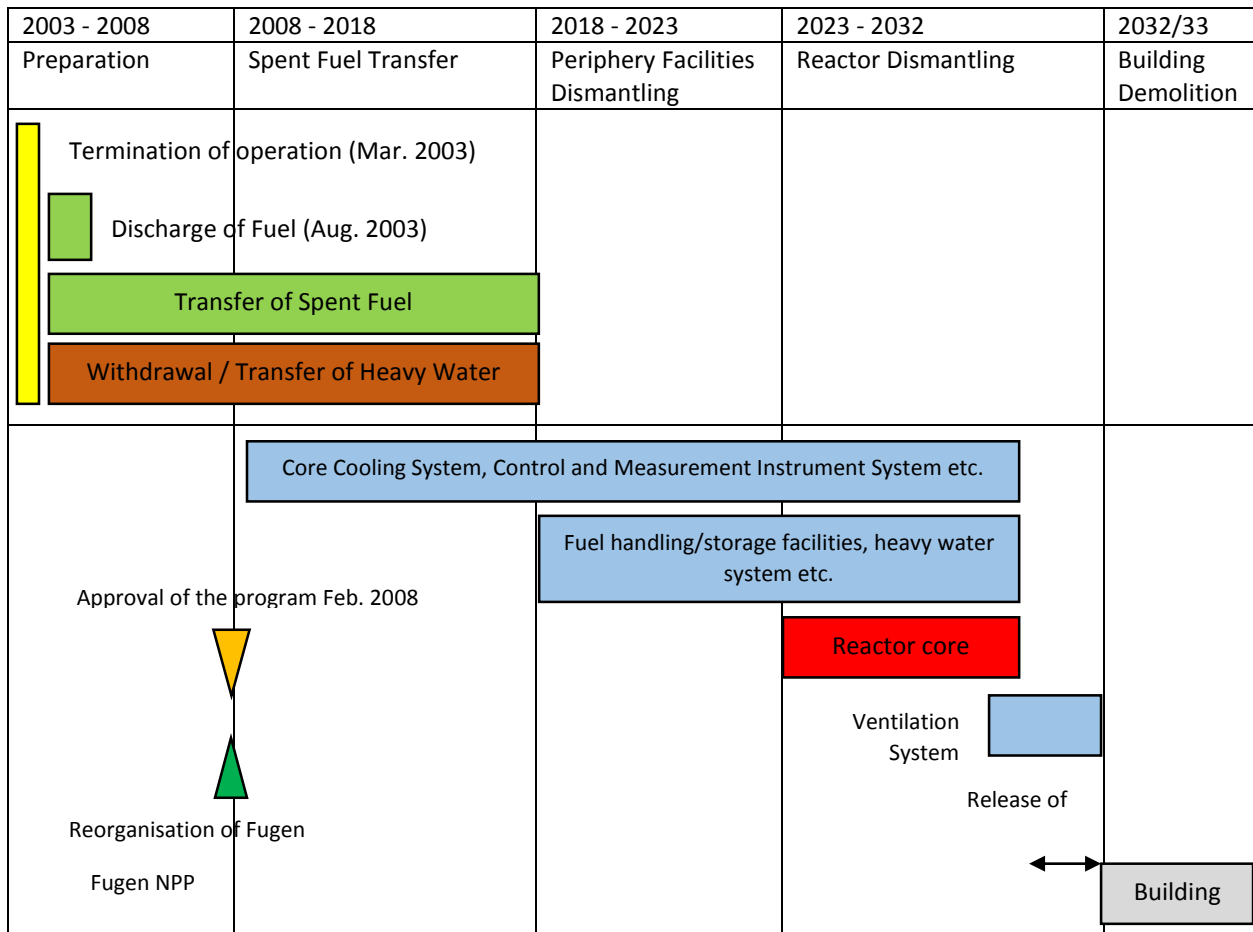 2003 - 2008
2008 - 2018
2018 - 2023
2023 - 2032
2032/33
Preparation
Spent Fuel Transfer
Periphery Facilities
Dismantling
Reactor Dismantling
Building
Demolition
Termination of operation (Mar. 2003)
Discharge of Fuel (Aug. 2003)
Transfer of Spent Fuel
Withdrawal / Transfer of Heavy Water
Core Cooling System, Control and Measurement Instrument System etc.
Fuel handling/storage facilities, heavy water
system etc.
Approval of the program Feb. 2008
Reactor core
Ventilation
System
Release of
Reorganisation of Fugen
Fugen NPP
Building